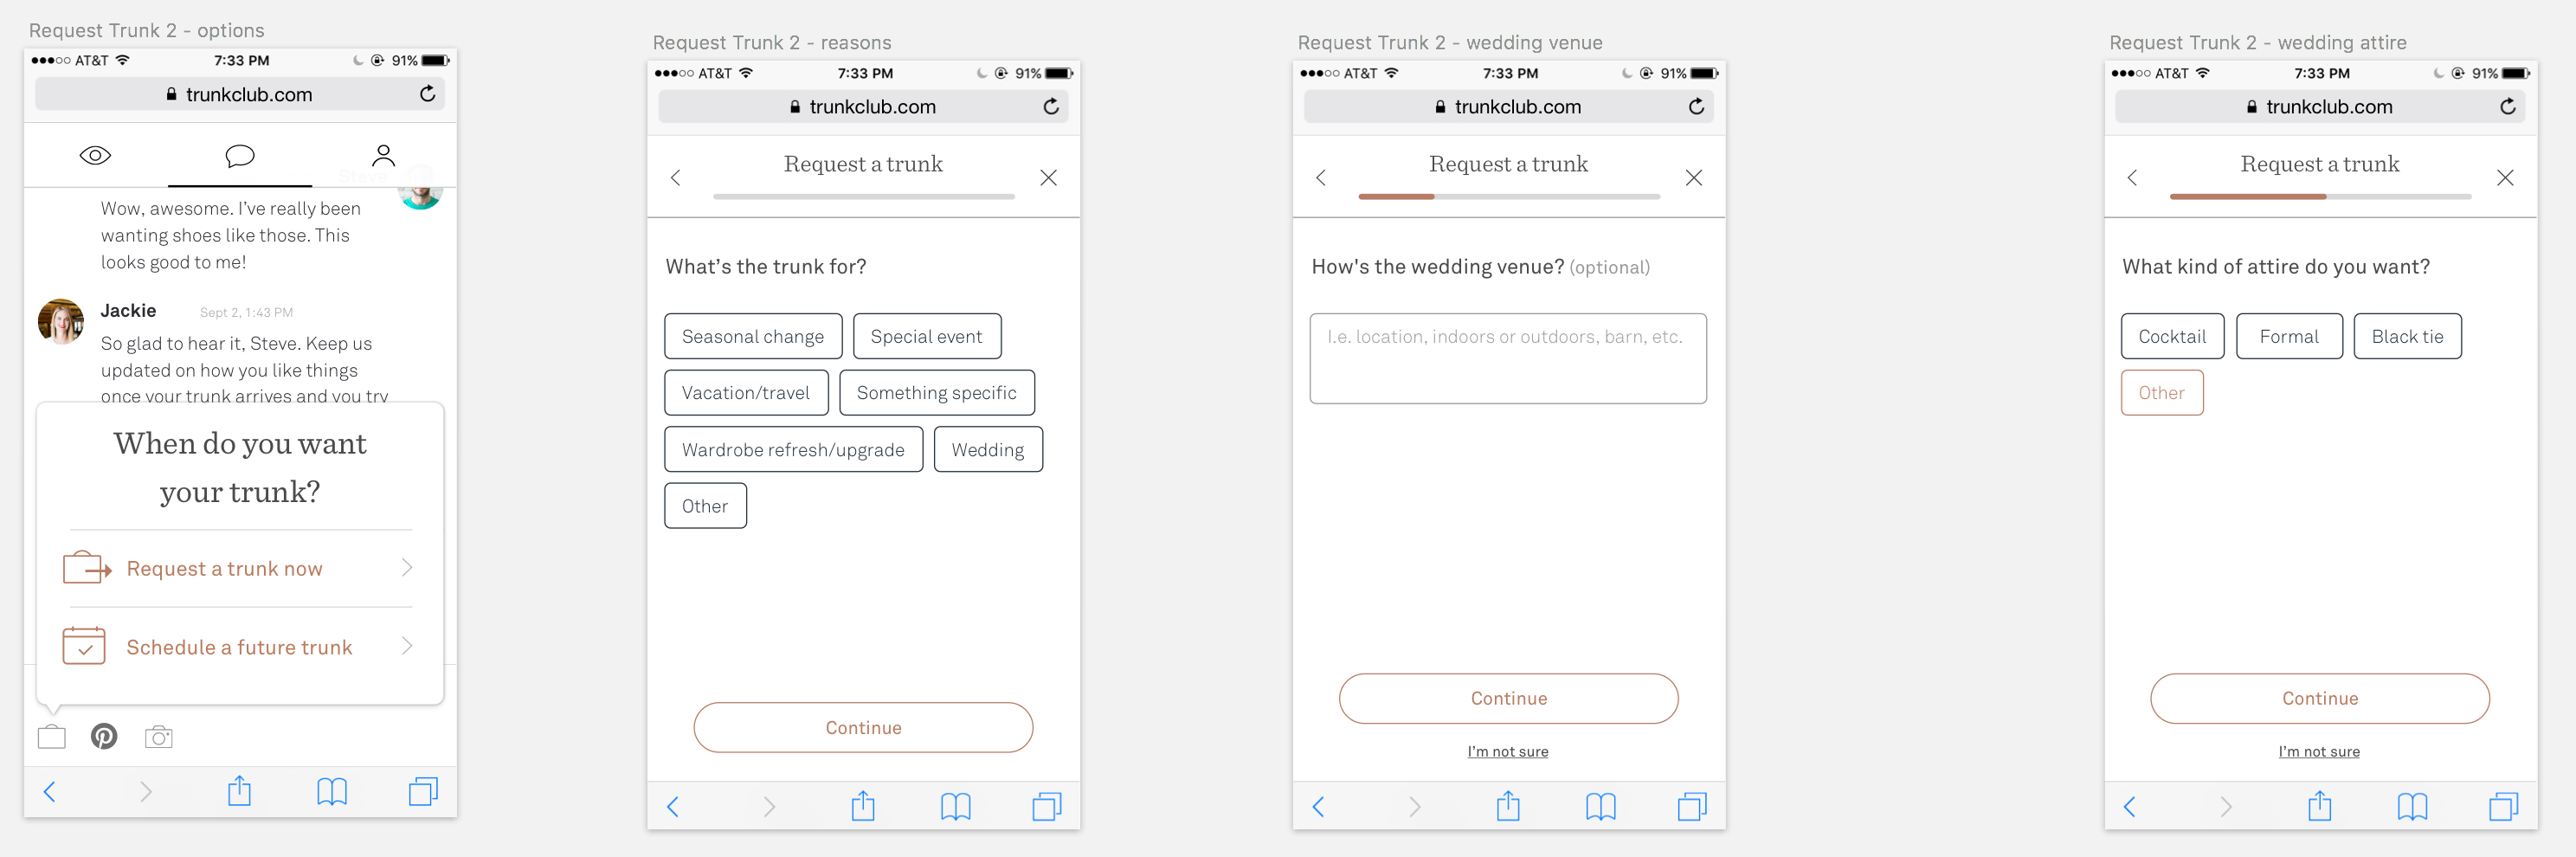 Request Trunk 2 - options
●●●○○ AT&T 7:33 PM 91%
trunkclub.com
Steve
Wow, awesome. I’ve really been
wanting shoes like those. This
looks good to me!
Jackie Sept 2, 1:43 PM
So glad to hear it, Steve. Keep us
updated on how you like things
once your trunk arrives and you try
When do you want
your trunk?
Request a trunk now
Schedule a future trunk
Request Trunk 2 - reasons
●●●○○ AT&T 7:33 PM 91%
trunkclub.com
Request a trunk
What’s the trunk for?
Seasonal change Special event
Vacation/travel Something specific
Wardrobe refresh/upgrade Wedding
Other
Continue
Request Trunk 2 - wedding venue
●●●○○ AT&T 7:33 PM 91%
trunkclub.com
Request a trunk
How's the wedding venue? (optional)
I.e. location, indoors or outdoors, barn, etc.
Continue
I’m not sure
Request Trunk 2 - wedding attire
●●●○○ AT&T 7:33 PM 91%
trunkclub.com
Request a trunk
What kind of attire do you want?
Cocktail Formal Black tie
Other
Continue
I’m not sure